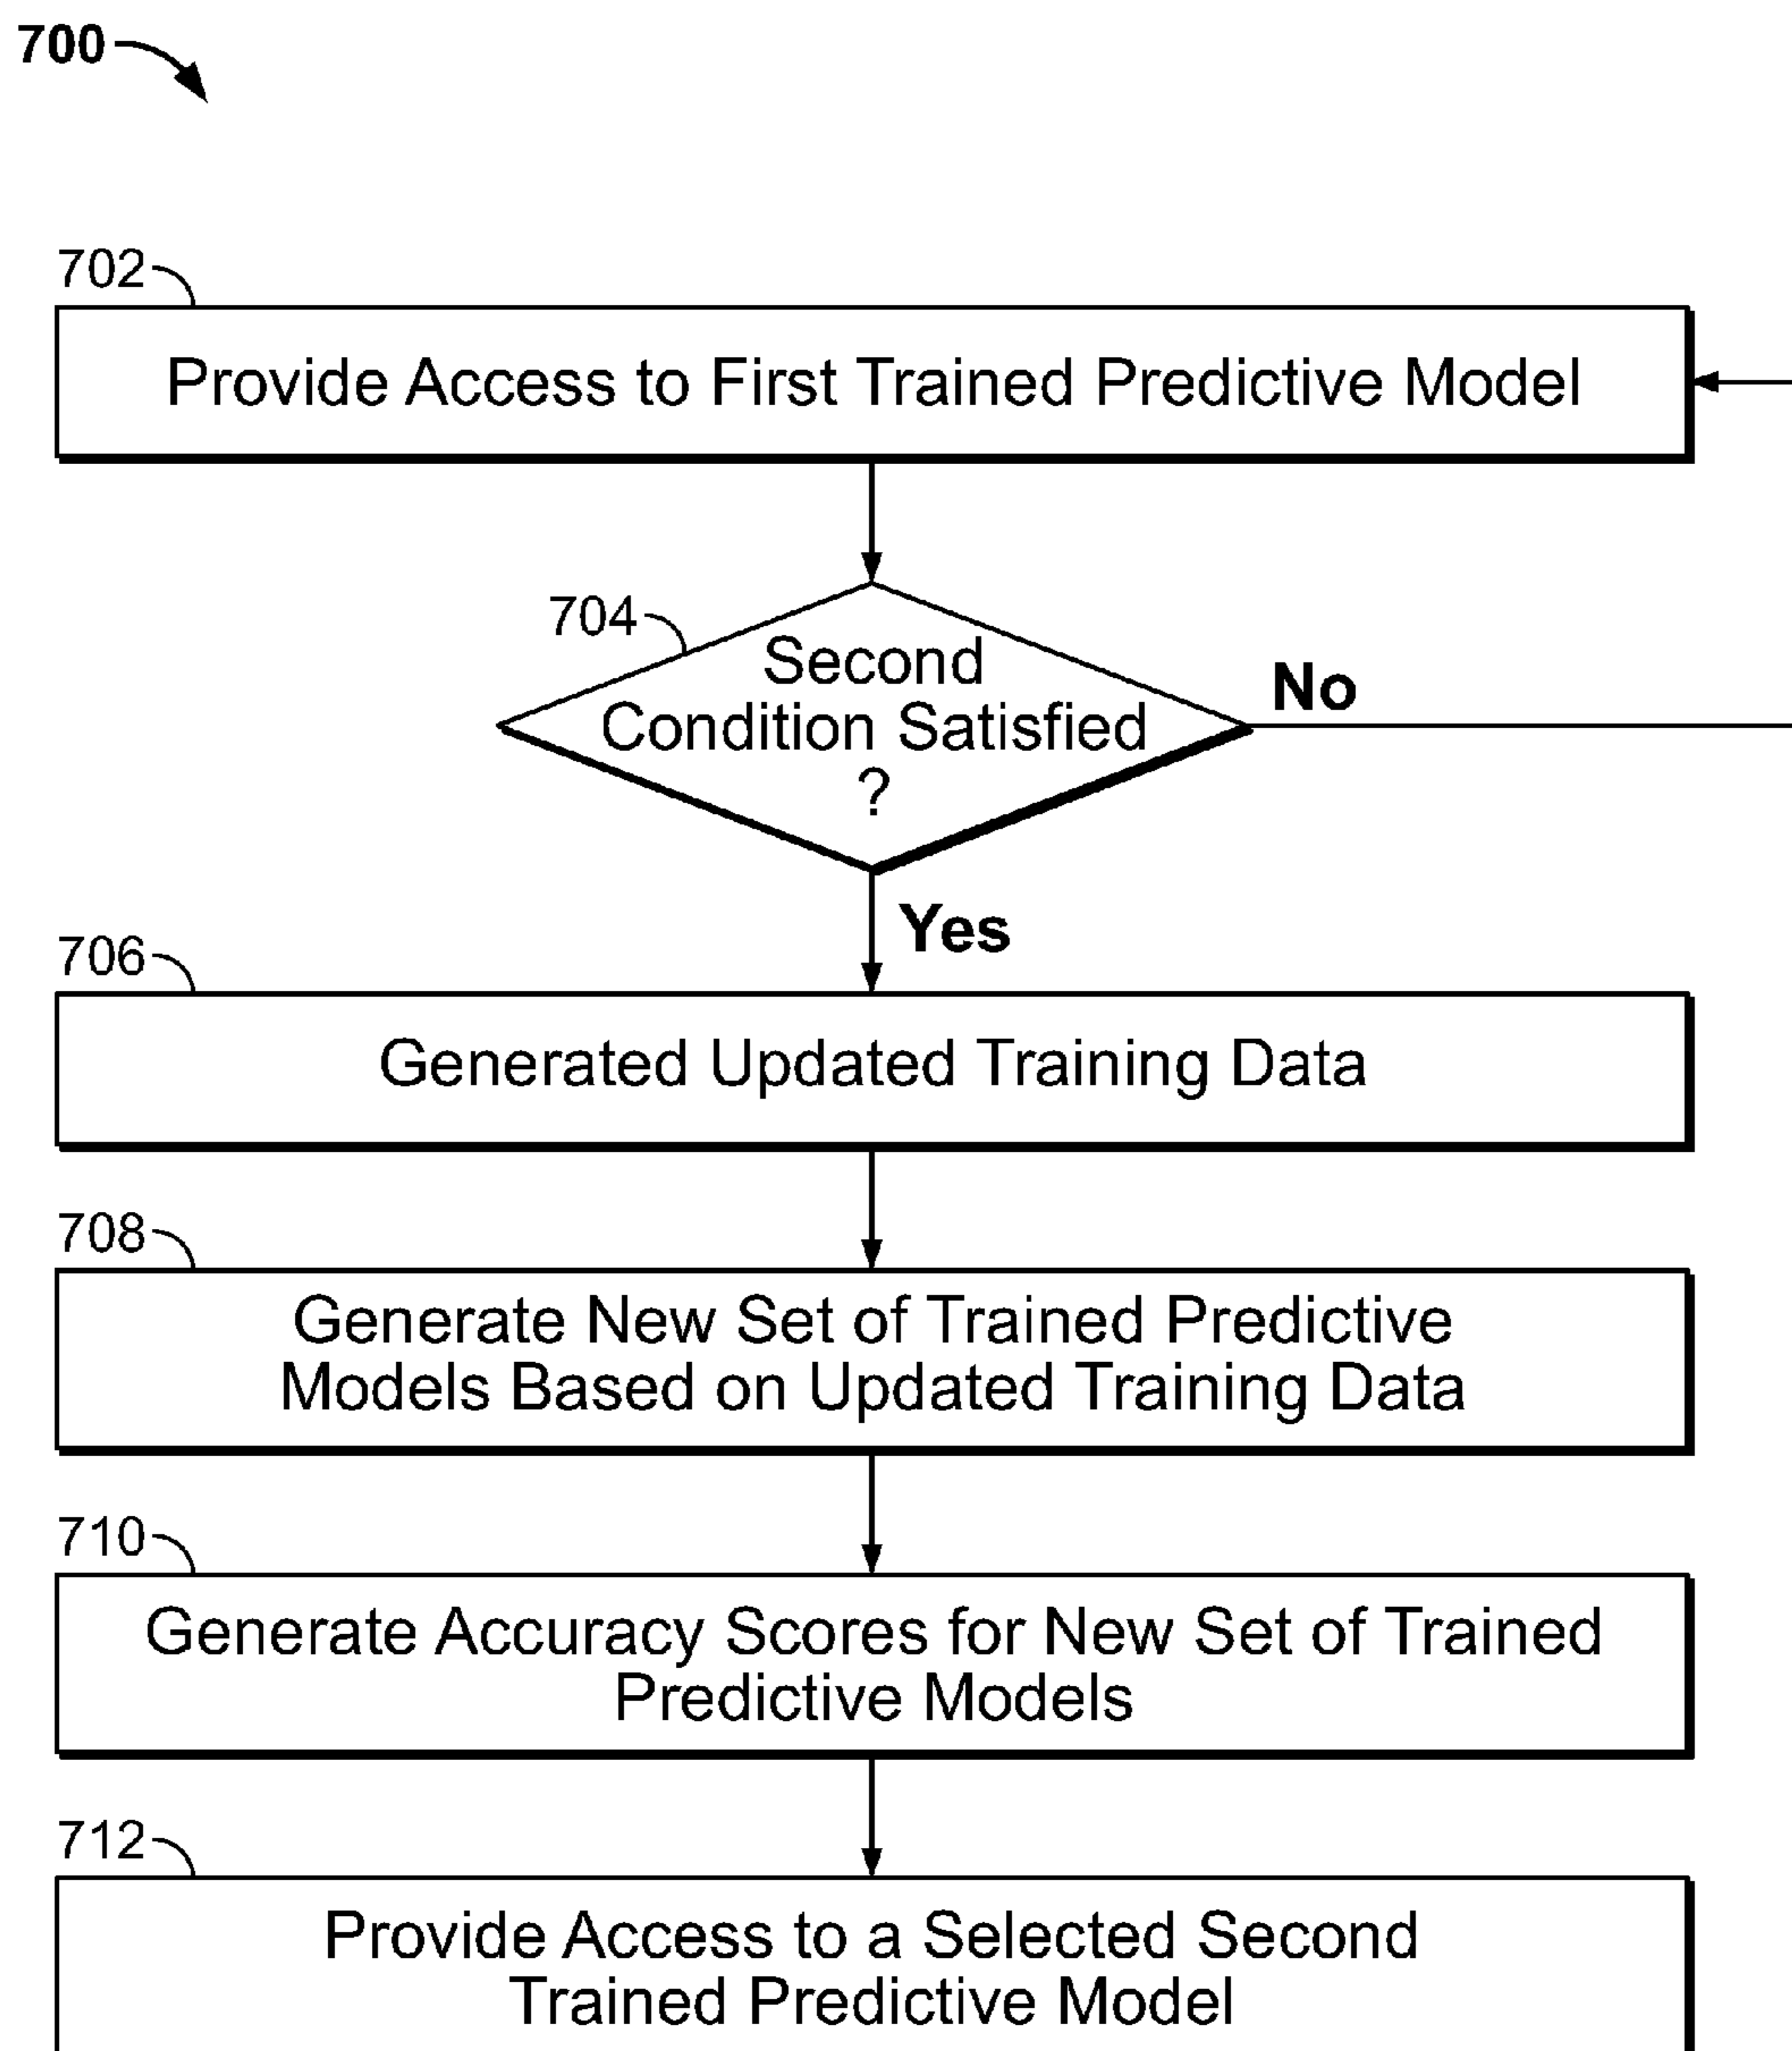 700
702
Provide Access to First Trained Predictive Model
704
Second
Condition Satisfied
?
No
Yes
706
Generated Updated Training Data
708
Generate New Set of Trained Predictive
Models Based on Updated Training Data
710
Generate Accuracy Scores for New Set of Trained
Predictive Models
712
Provide Access to a Selected Second
Trained Predictive Model